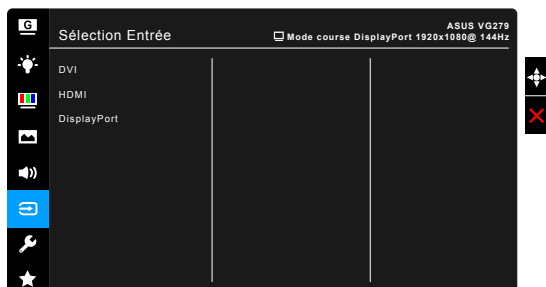 G
Sélection Entrée
ASUS VG279
Mode course DisplayPort 1920x1080@ 144Hz
DVI
HDMI
DisplayPort